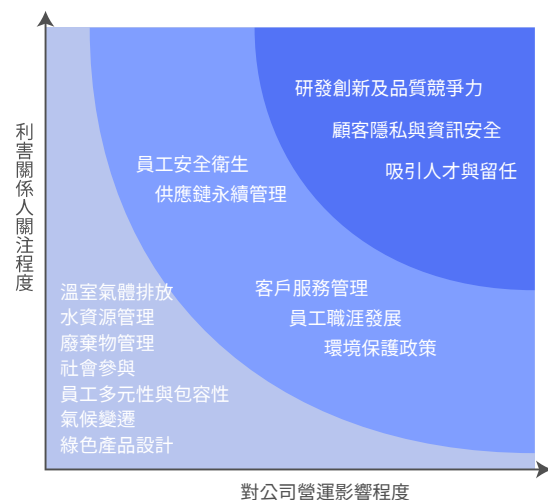 利害關係人關注程度
研發創新及品質競爭力
顧客隱私與資訊安全
吸引人才與留任
員工安全衛生
供應鏈永續管理
客戶服務管理
員工職涯發展
環境保護政策
溫室氣體排放
水資源管理
廢棄物管理
社會參與
員工多元性與包容性
氣候變遷
綠色產品設計
對公司營運影響程度